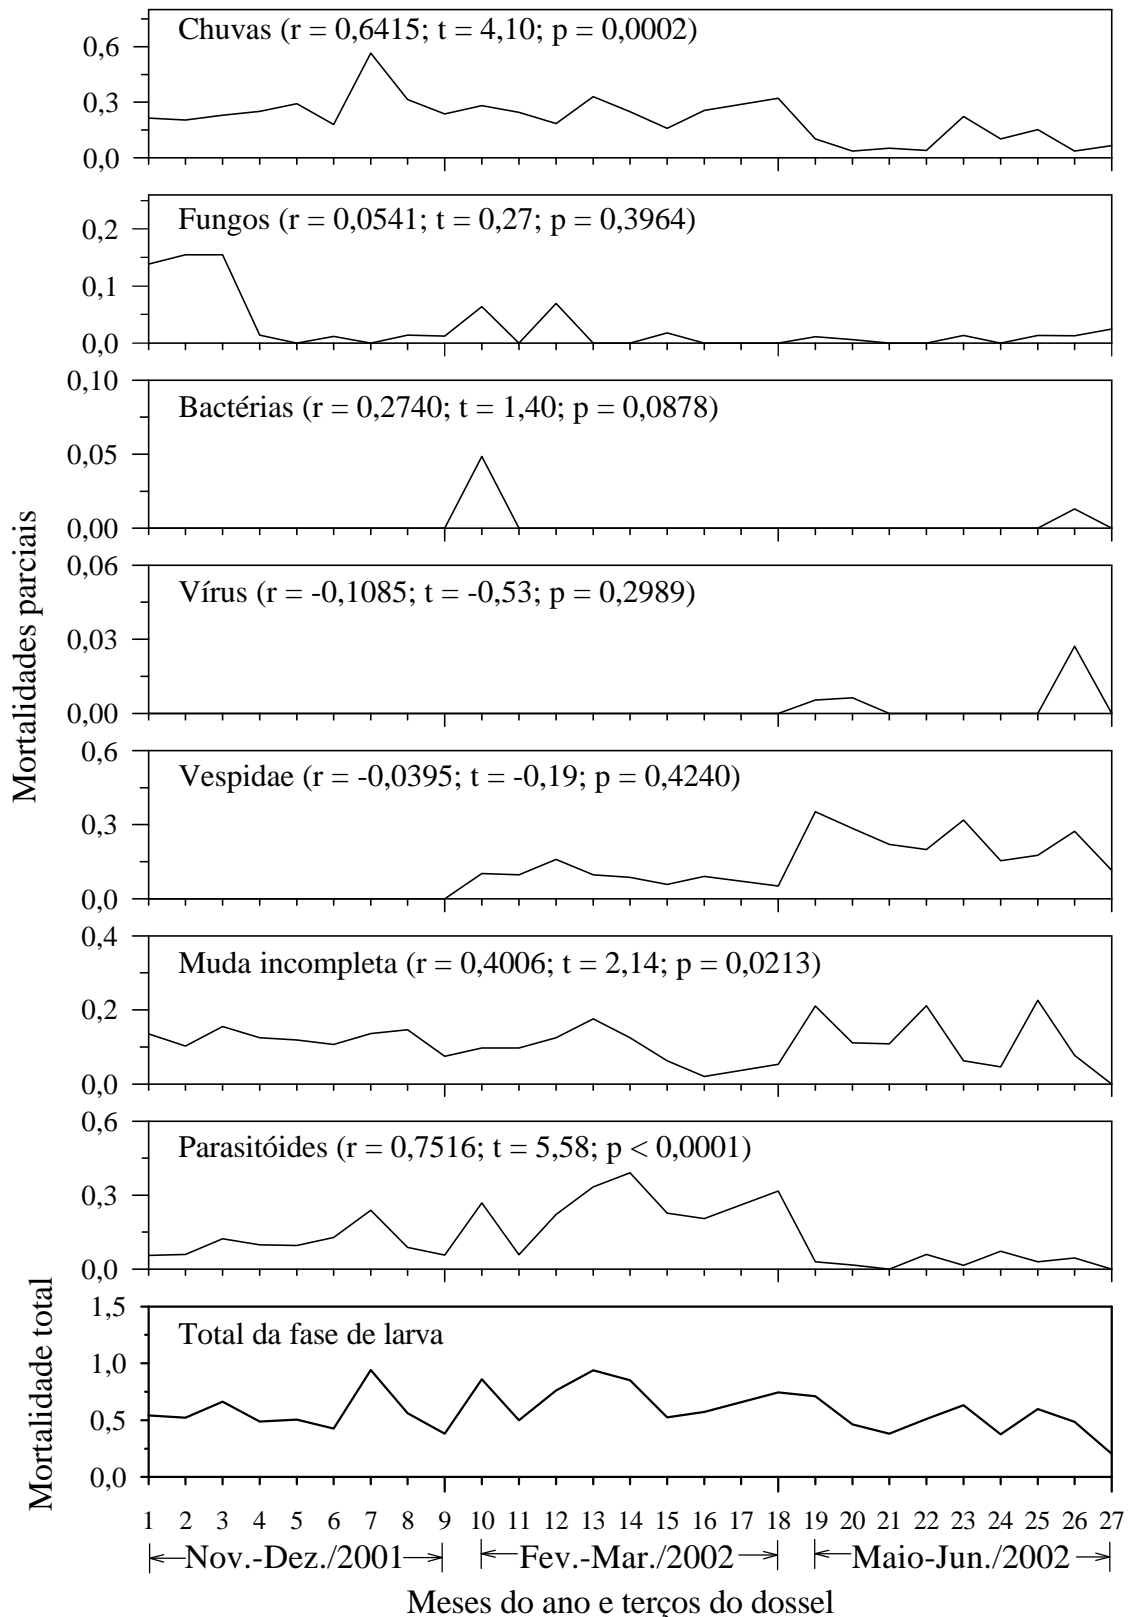 Chuvas (r = 0,6415; t = 4,10; p = 0,0002)
0,6
0,3
0,0
Fungos (r = 0,0541; t = 0,27; p = 0,3964)
0,2
0,1
0,0
0,10
Bactérias (r = 0,2740; t = 1,40; p = 0,0878)
0,05
0,00
0,06
Vírus (r = -0,1085; t = -0,53; p = 0,2989)
0,03
0,00
Mortalidades parciais
0,6
Vespidae (r = -0,0395; t = -0,19; p = 0,4240)
0,3
0,0
0,4
Muda incompleta (r = 0,4006; t = 2,14; p = 0,0213)
0,2
0,0
0,6
Parasitóides (r = 0,7516; t = 5,58; p < 0,0001)
0,3
0,0
Mortalidade total
1,5
Total da fase de larva
1,0
0,5
0,0
1 2 3 4 5 6 7 8 9 10 11 12 13 14 15 16 17 18 19 20 21 22 23 24 25 26 27
Nov.-Dez./2001 Fev.-Mar./2002 Maio-Jun./2002
Meses do ano e terços do dossel